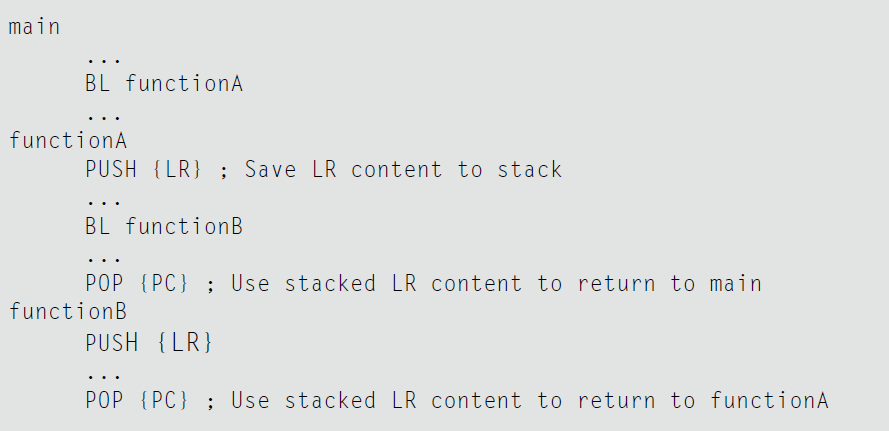 main
...
BL functionA
...
functionA
PUSH {LR} ; Save LR content to stack
...
BL functionB
...
POP {PC} ; Use stacked LR content to return to main
functionB
PUSH {LR}
...
POP {PC} ; Use stacked LR content to return to functionA